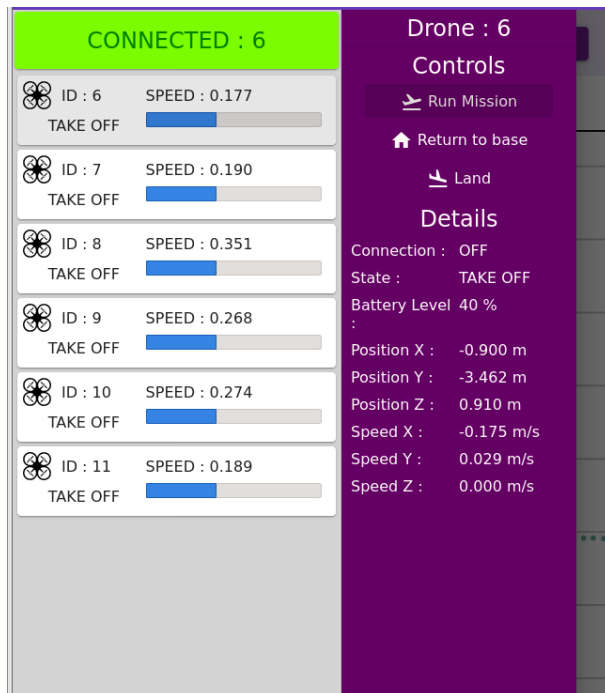 CONNECTED : 6
ID : 6 SPEED : 0.177
TAKE OFF
ID : 7 SPEED : 0.190
TAKE OFF
ID : 8 SPEED : 0.351
TAKE OFF
ID : 9 SPEED : 0.268
TAKE OFF
ID : 10 SPEED : 0.274
TAKE OFF
ID : 11 SPEED : 0.189
TAKE OFF
Drone : 6
Controls
Run Mission
Return to base
Land
Details
Connection : OFF
State : TAKE OFF
Battery Level 40 %
:
Position X : -0.900 m
Position Y : -3.462 m
Position Z : 0.910 m
Speed X : -0.175 m/s
Speed Y : 0.029 m/s
Speed Z : 0.000 m/s